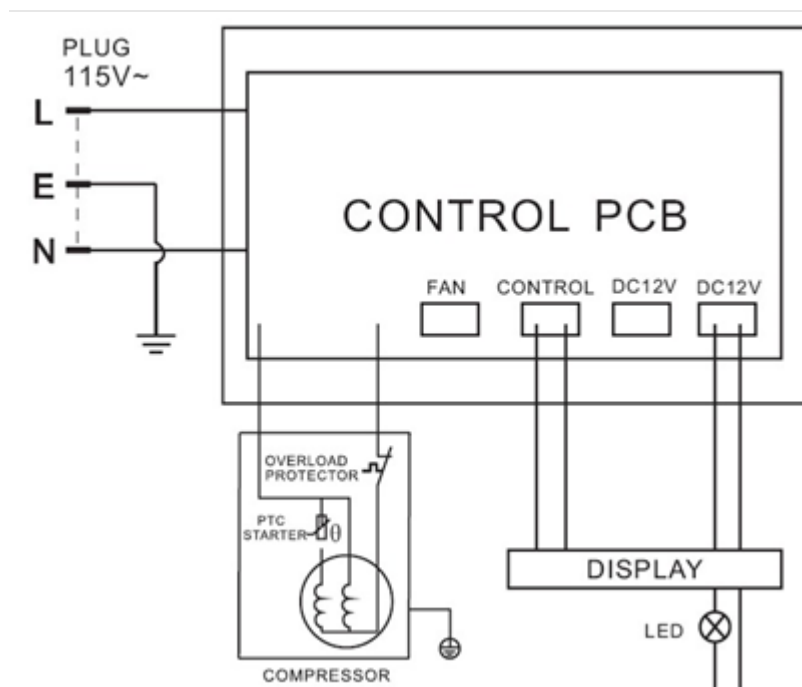 PLUG
115V~
L
E
N
CONTROL PCB
FAN CONTROL DC12V DC12V
OVERLOAD
PROTECTOR
PTC
STARTER θ
DISPLAY
LED
COMPRESSOR